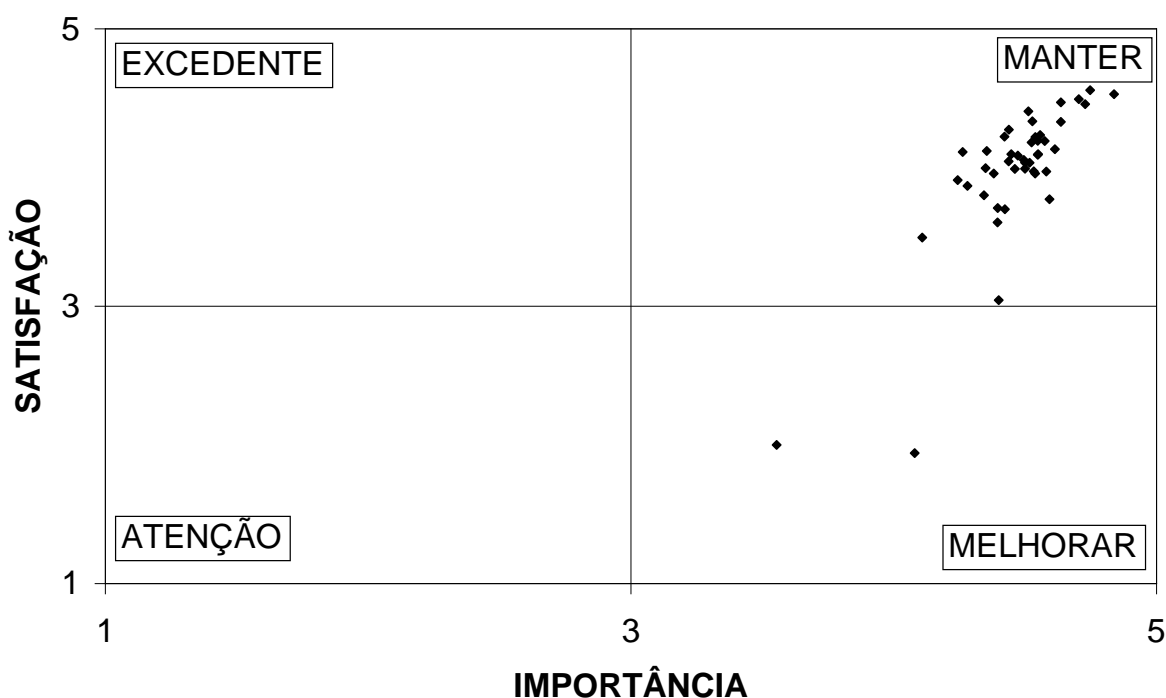 5
EXCEDENTE
MANTER
SATISFAÇÃO
3
ATENÇÃO
MELHORAR
1
1
3
5
IMPORTÂNCIA